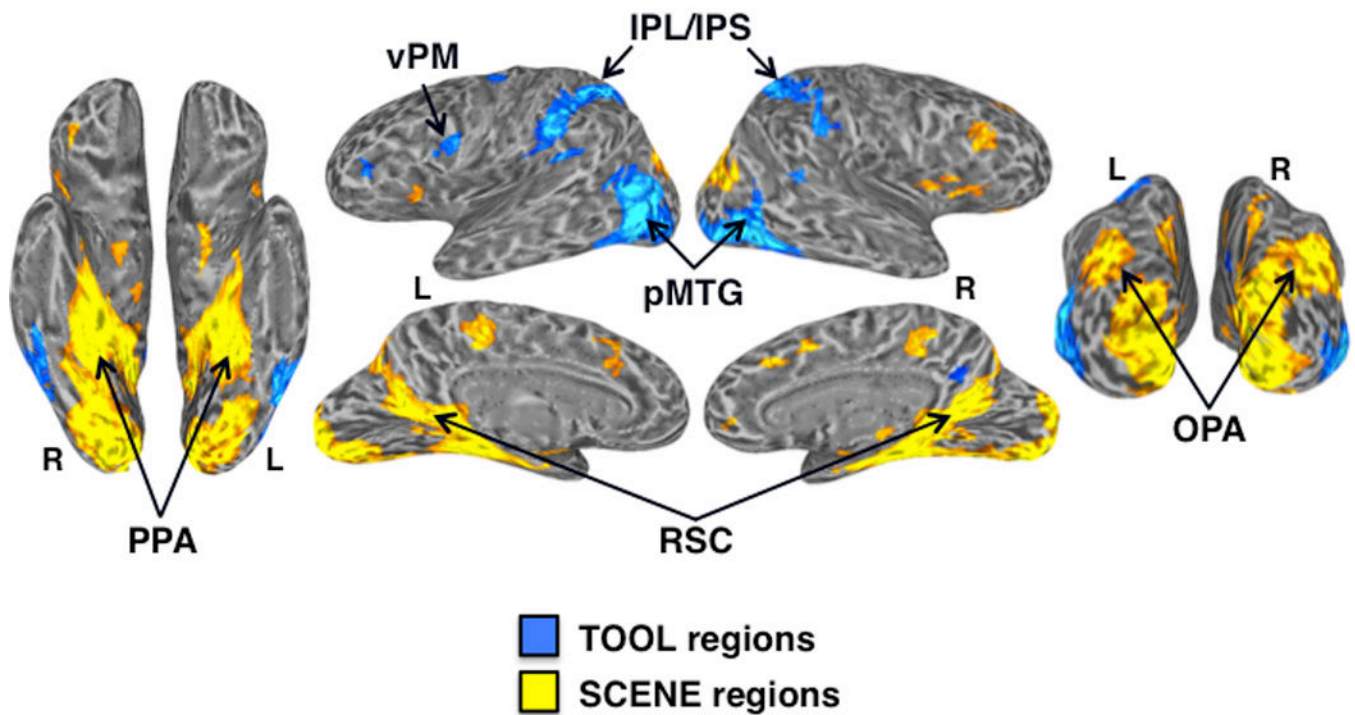 IPL/IPS
vPM
L
R
pMTG
L
R
R
L
OPA
PPA
RSC
TOOL regions
SCENE regions